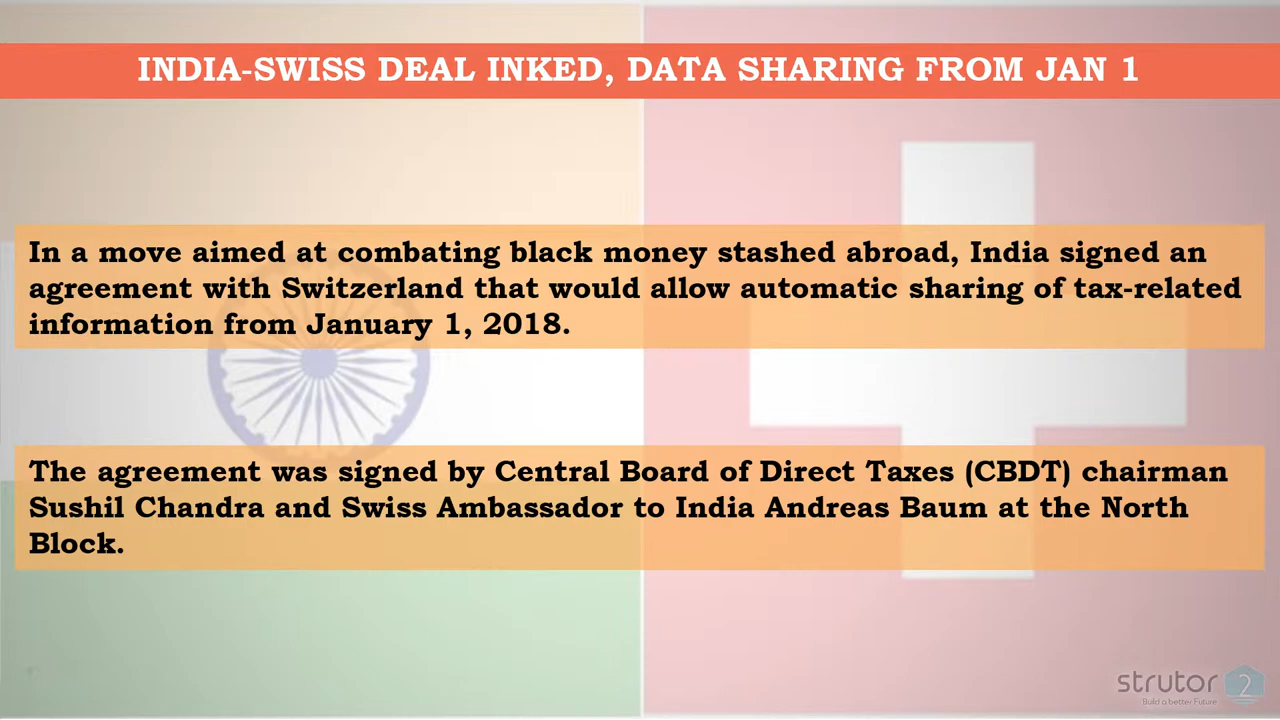 INDIA-SWISS DEAL INKED, DATA SHARING FROM JAN 1
In a move aimed at combating black money stashed abroad, India signed an
agreement with Switzerland that would allow automatic sharing of tax-related
information from January 1, 2018.
The agreement was signed by Central Board of Direct Taxes (CBDT) chairman
Sushil Chandra and Swiss Ambassador to India Andreas Baum at the North
Block.
strutor 2
Build a better Future